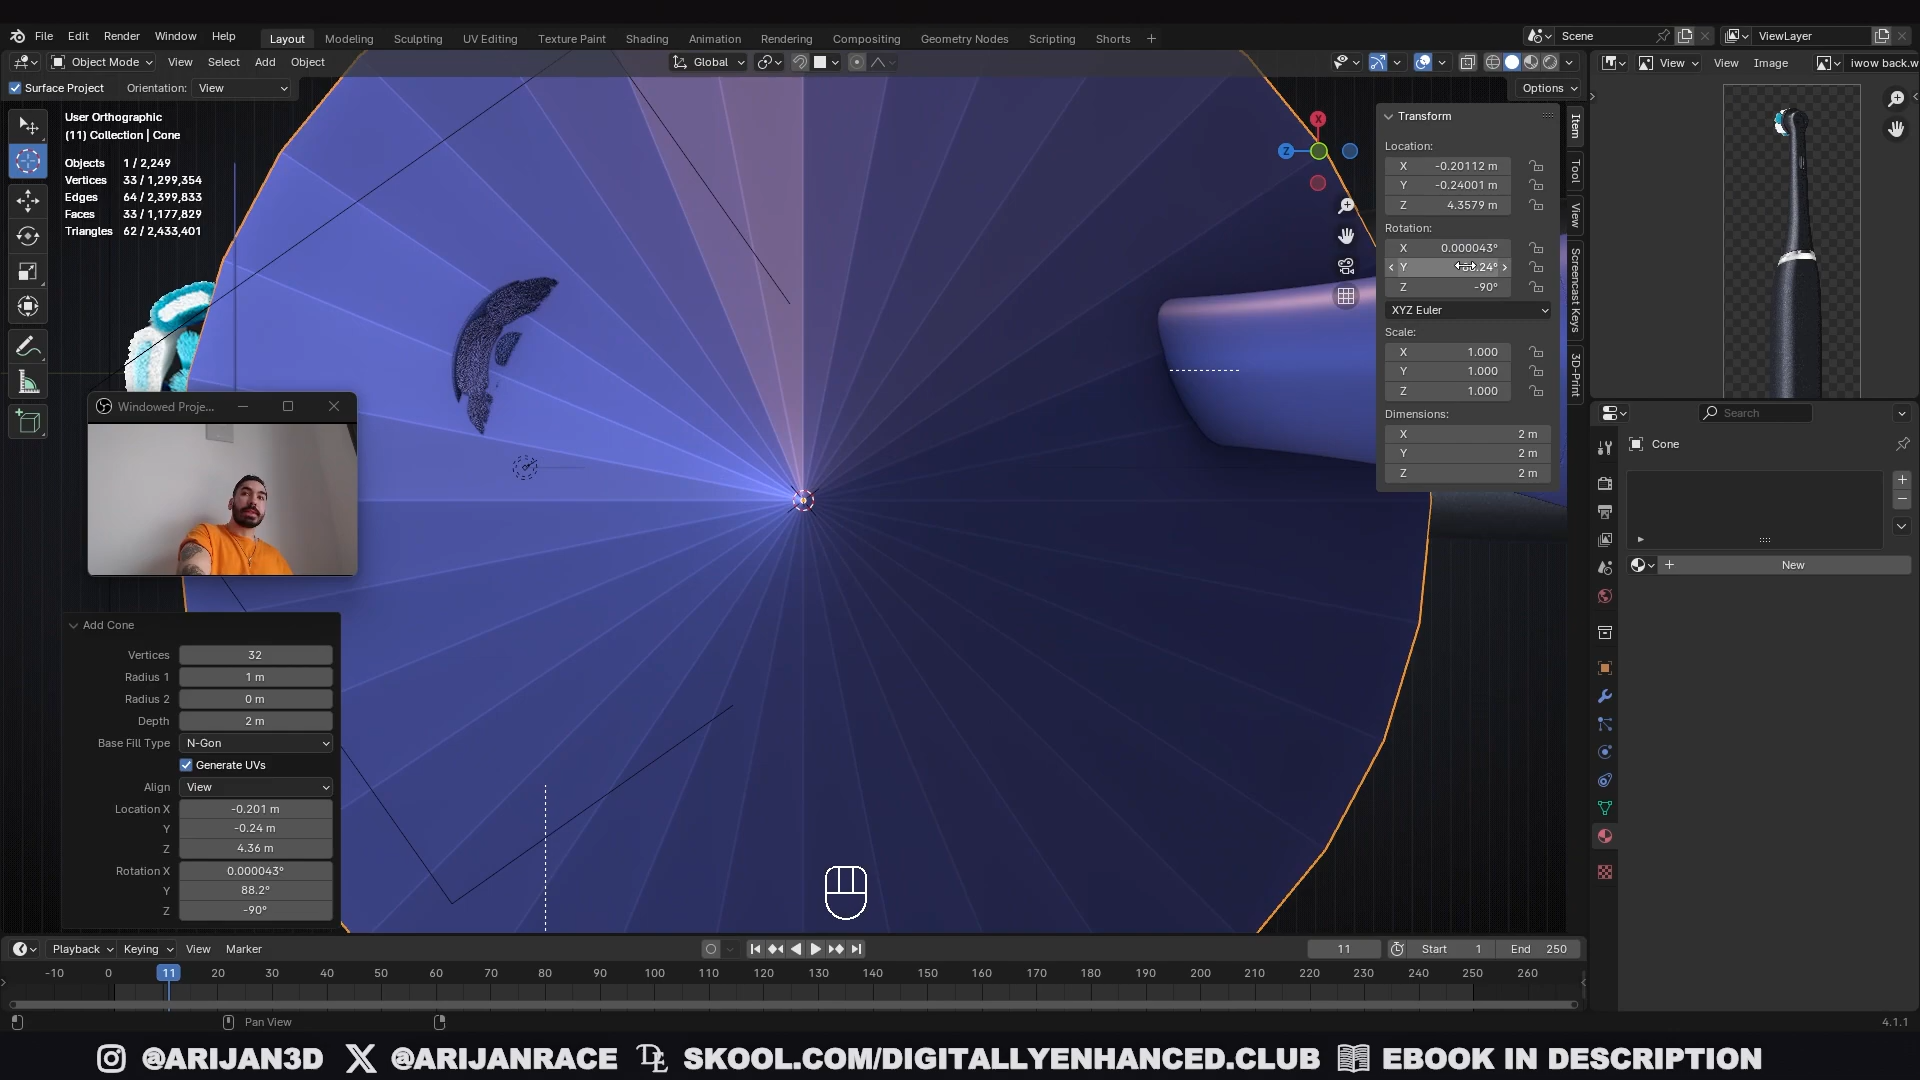 File Edit Render Window Help
Layout Modeling Sculpting UV Editing Texture Paint Shading Animation Rendering Compositing Geometry Nodes Scripting Shorts +
Scene ViewLayer
Object Mode View Select Add Object Global
View View Image iwow back.w
Surface Project Orientation: View
Options
User Orthographic
(11) Collection | Cone
Objects 1 / 2,249
Vertices 33 / 1,299,354
Edges 64 / 2,399,833
Faces 33 / 1,177,829
Triangles 62 / 2,433,401
X
Z
Transform
Location:
X -0.20112 m
Y -0.24001 m
Z 4.3579 m
Rotation:
X 0.000043°
Y .24°
Z -90°
XYZ Euler
Scale:
X 1.000
Y 1.000
Z 1.000
Dimensions:
X 2 m
Y 2 m
Z 2 m
Item
Tool
View
Screencast Keys
3D-Print
Search
Cone
New
Windowed Proje...
Add Cone
Vertices 32
Radius 1 1 m
Radius 2 0 m
Depth 2 m
Base Fill Type N-Gon
Generate UVs
Align View
Location X -0.201 m
Y -0.24 m
Z 4.36 m
Rotation X 0.000043°
Y 88.2°
Z -90°
Playback Keying View Marker 11 Start 1 End 250
-10 0 11 20 30 40 50 60 70 80 90 100 110 120 130 140 150 160 170 180 190 200 210 220 230 240 250 260
Pan View 4.1.1
@ARIJAN3D @ARIJANRACE SKOOL.COM/DIGITALLYENHANCED.CLUB EBOOK IN DESCRIPTION